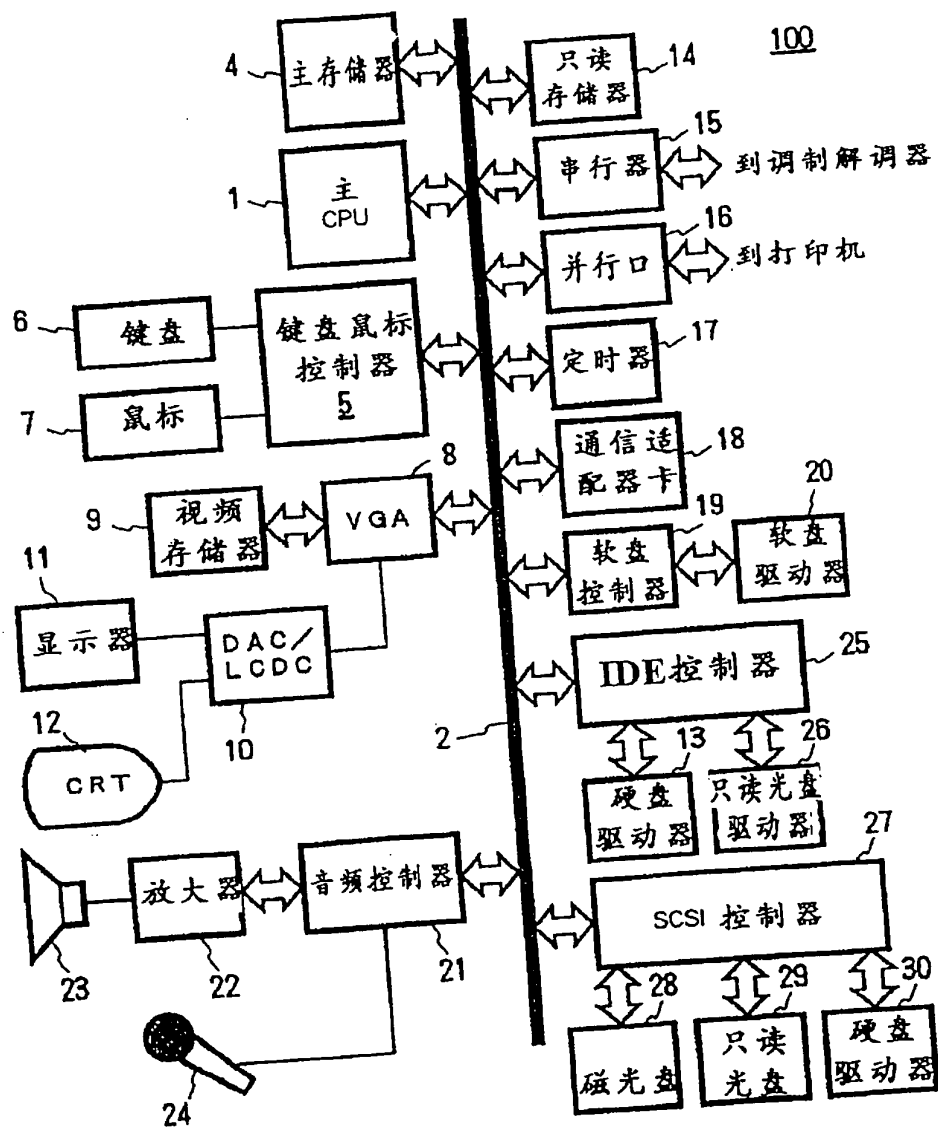 100
4
主存储器
只读
存储器
14
1
主
CPU
串行器
15
到调制解调器
并行口
16
到打印机
6
键盘
键盘鼠标
控制器
5
7
鼠标
定时器
17
通信适
配器卡
18
8
VGA
9
视频
存储器
19
软盘
控制器
20
软盘
驱动器
11
显示器
DAC/
LCDC
10
12
CRT
2
IDE控制器
25
13
硬盘
驱动器
26
只读光盘
驱动器
27
SCSI 控制器
23
放大器
22
音频控制器
21
24
28
磁光盘
29
只读
光盘
30
硬盘
驱动器